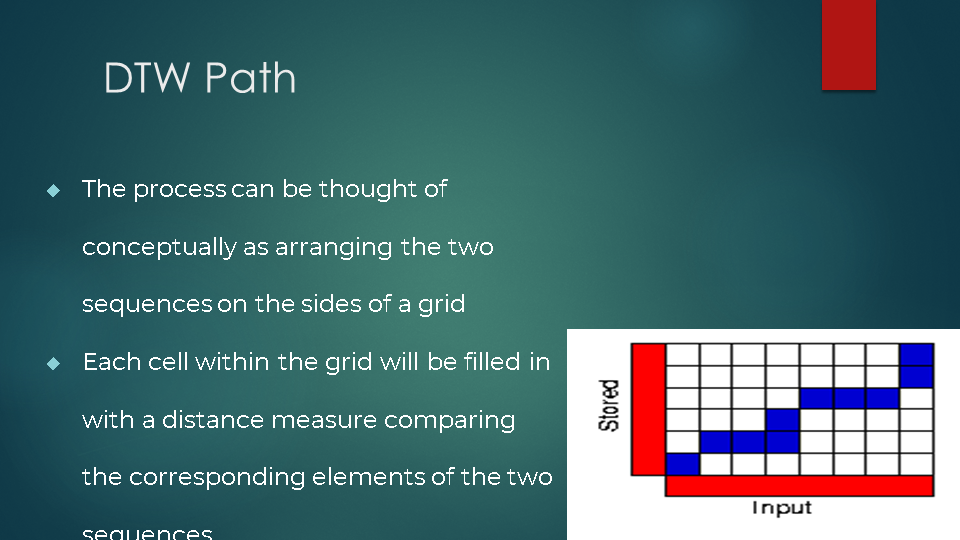 DTW Path
The process can be thought of
conceptually as arranging the two
sequences on the sides of a grid
Each cell within the grid will be filled in
with a distance measure comparing
the corresponding elements of the two
sequences
Stored
Input